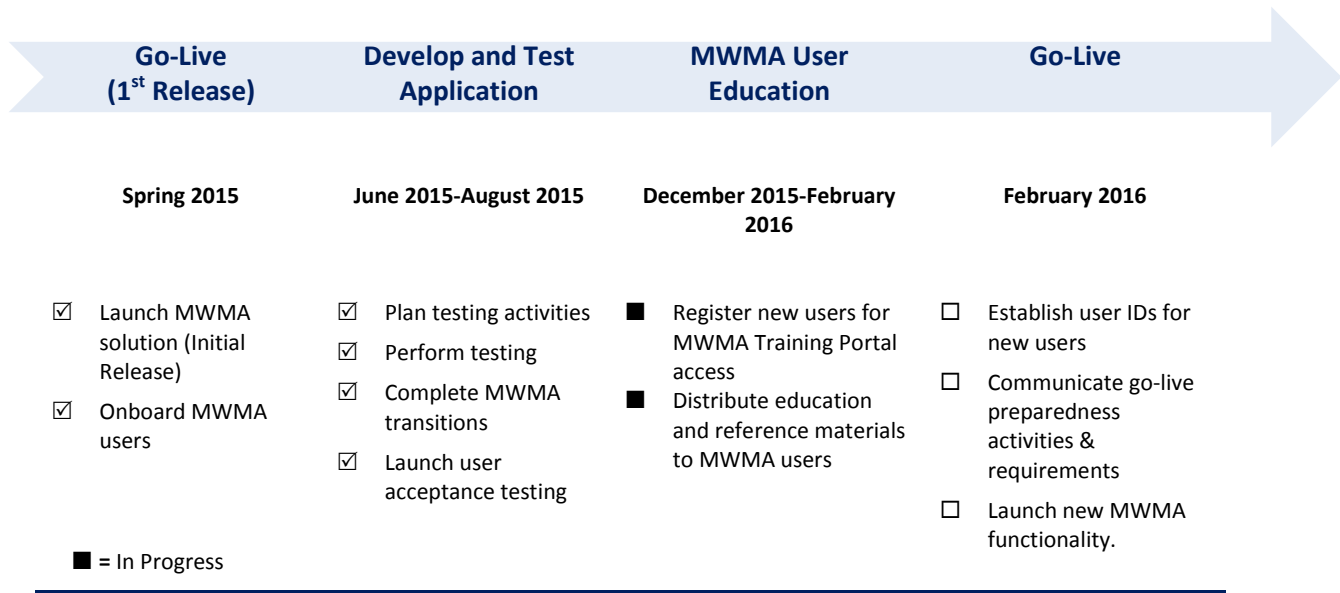 Go-Live
(1st Release)
Develop and Test
Application
MWMA User
Education
Go-Live
Spring 2015
June 2015-August 2015
December 2015-February
2016
February 2016
☑ Launch MWMA
solution (Initial
Release)
☑ Onboard MWMA
users
☑ Plan testing activities
☑ Perform testing
☑ Complete MWMA
transitions
☑ Launch user
acceptance testing
■ Register new users for
MWMA Training Portal
access
■ Distribute education
and reference materials
to MWMA users
☐ Establish user IDs for
new users
☐ Communicate go-live
preparedness
activities &
requirements
☐ Launch new MWMA
functionality.
■ = In Progress